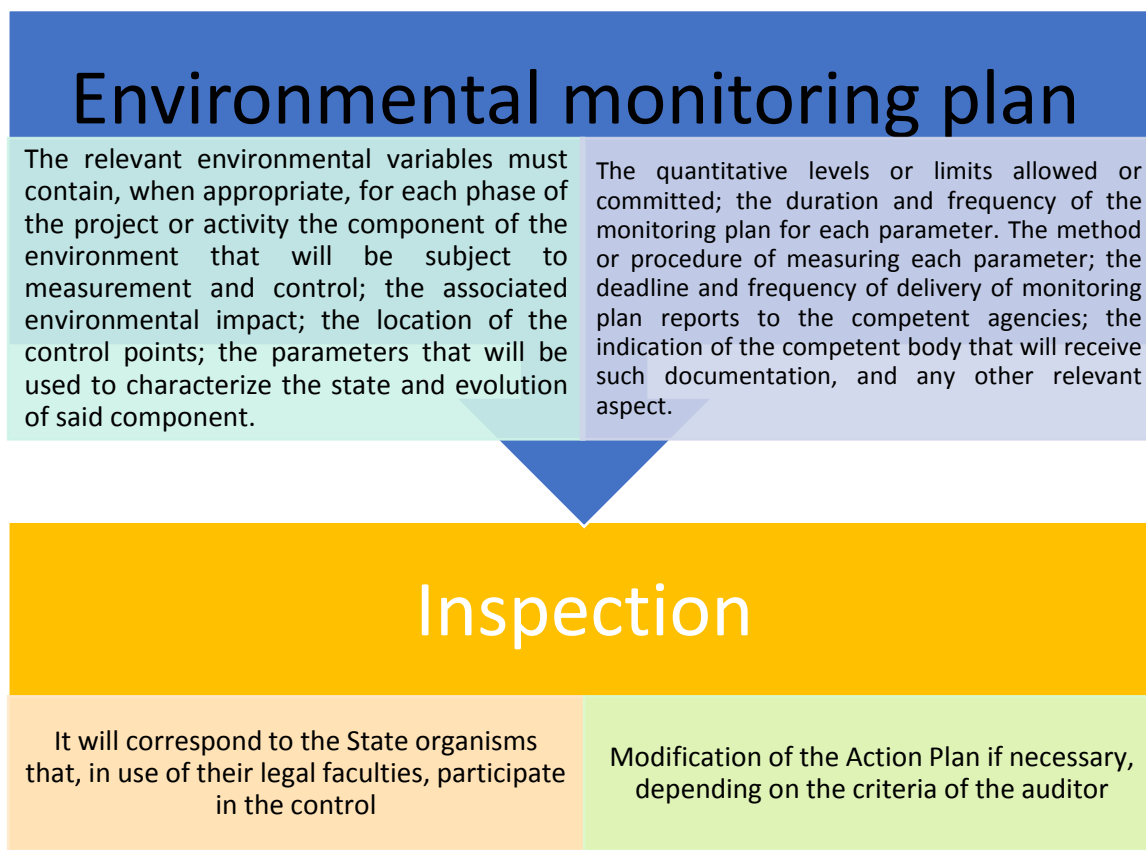 Environmental monitoring plan
The relevant environmental variables must
contain, when appropriate, for each phase of
the project or activity the component of the
environment that will be subject to
measurement and control; the associated
environmental impact; the location of the
control points; the parameters that will be
used to characterize the state and evolution
of said component.
The quantitative levels or limits allowed or
committed; the duration and frequency of the
monitoring plan for each parameter. The method
or procedure of measuring each parameter; the
deadline and frequency of delivery of monitoring
plan reports to the competent agencies; the
indication of the competent body that will receive
such documentation, and any other relevant
aspect.
Inspection
It will correspond to the State organisms
that, in use of their legal faculties, participate
in the control
Modification of the Action Plan if necessary,
depending on the criteria of the auditor